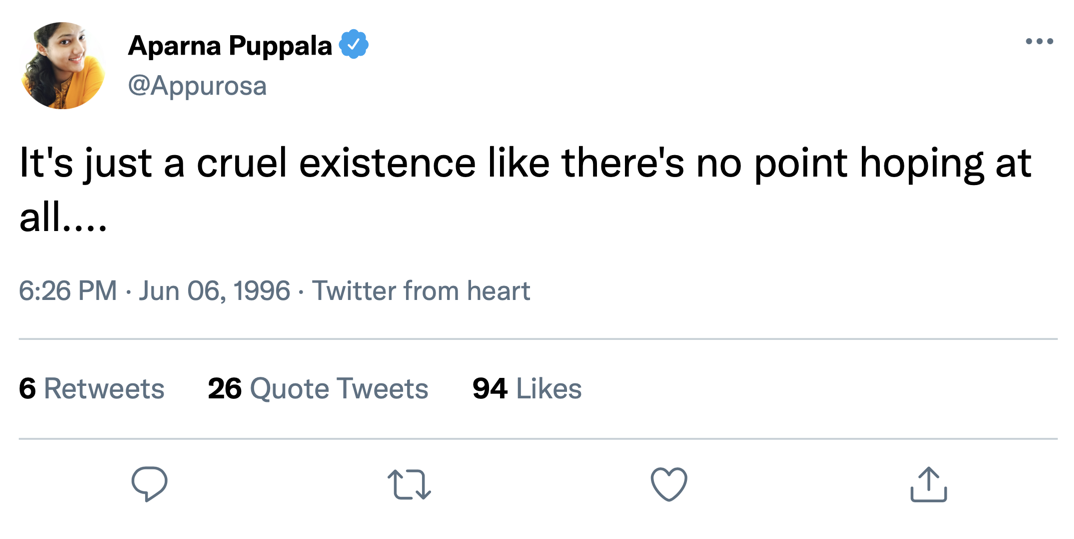 Aparna Puppala
@Appurosa
It's just a cruel existence like there's no point hoping at
all....
6:26 PM · Jun 06, 1996 · Twitter from heart
6 Retweets 26 Quote Tweets 94 Likes